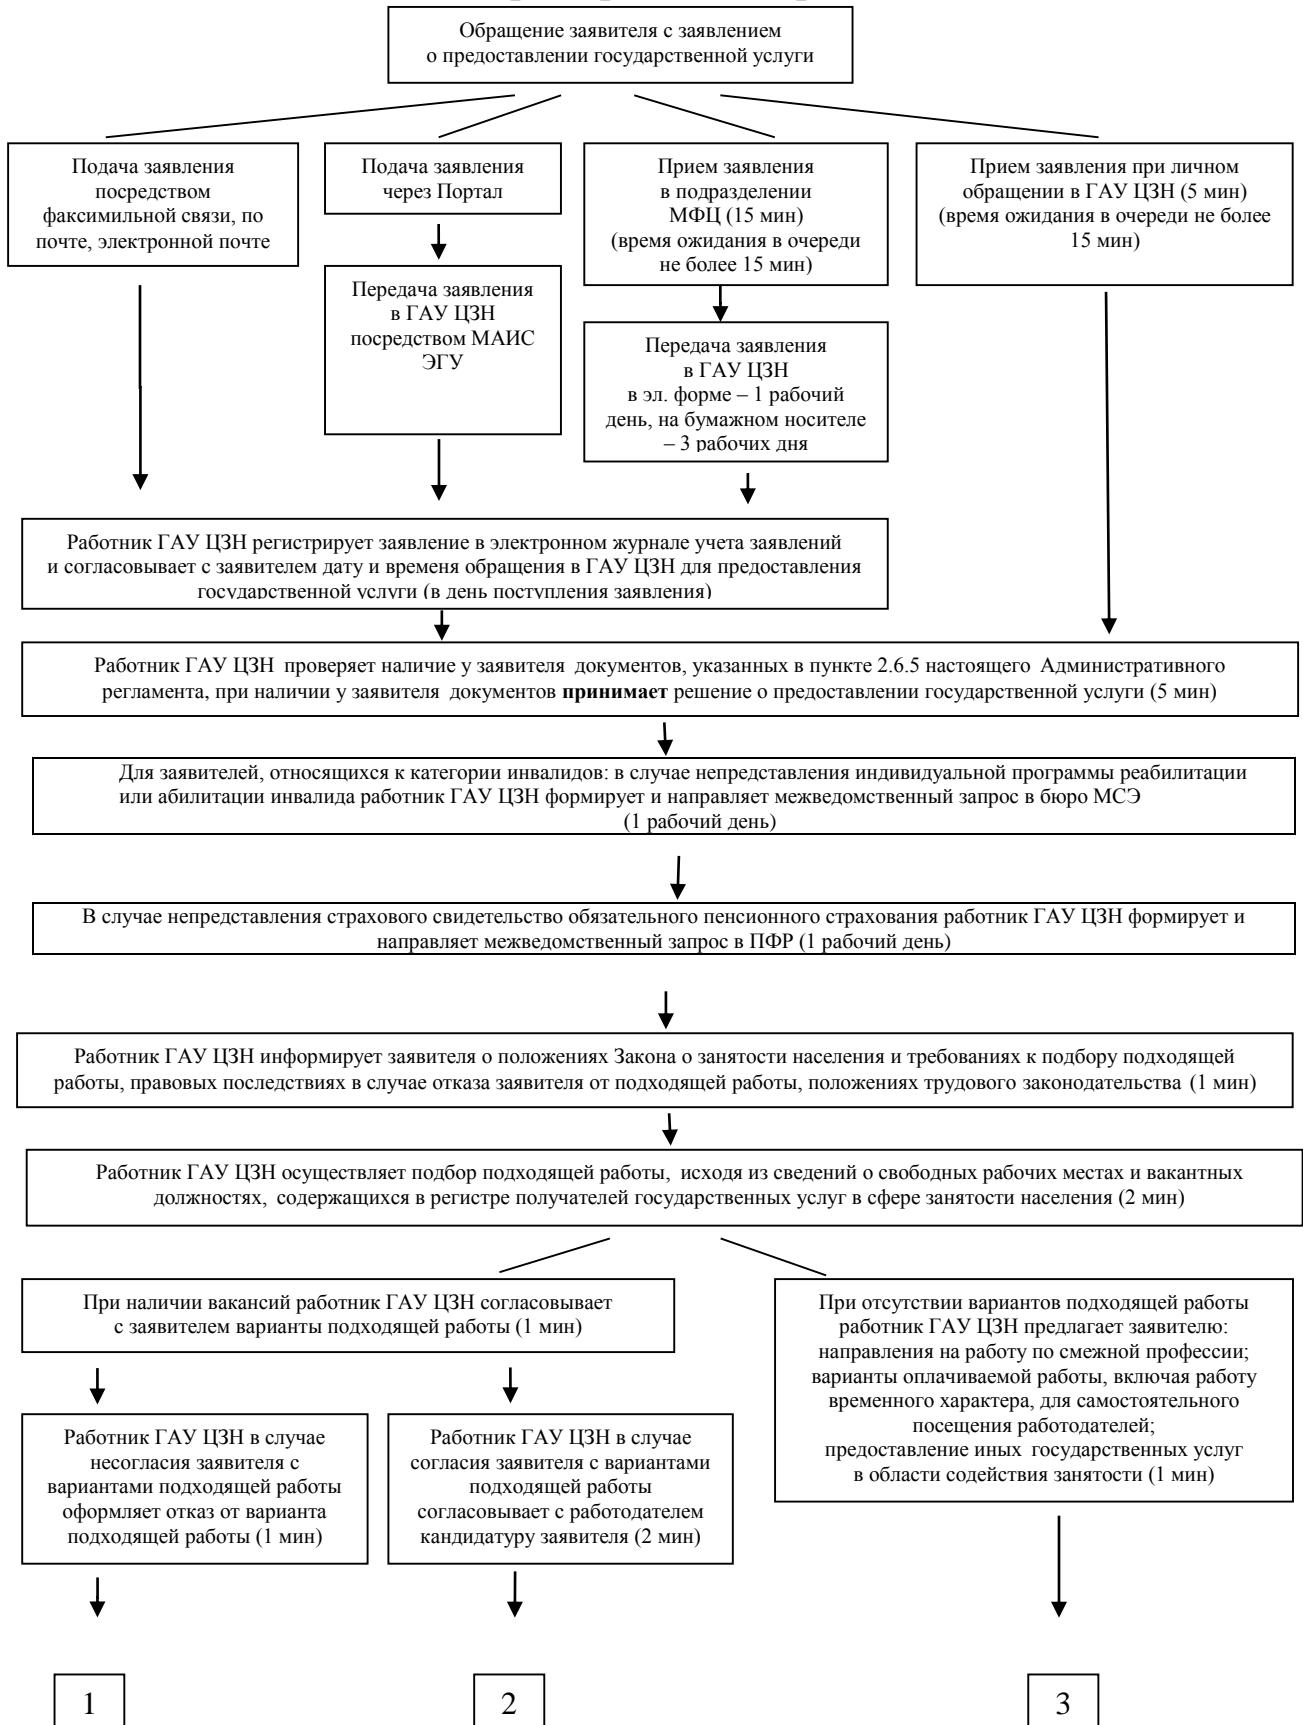 Обращение заявителя с заявлением
о предоставлении государственной услуги
Подача заявления
посредством
факсимильной связи, по
почте, электронной почте
Подача заявления
через Портал
Прием заявления
в подразделении
МФЦ (15 мин)
(время ожидания в очереди
не более 15 мин)
Прием заявления при личном
обращении в ГАУ ЦЗН (5 мин)
(время ожидания в очереди не более
15 мин)
Передача заявления
в ГАУ ЦЗН
посредством МАИС
ЭГУ
Передача заявления
в ГАУ ЦЗН
в эл. форме – 1 рабочий
день, на бумажном носителе
– 3 рабочих дня
Работник ГАУ ЦЗН регистрирует заявление в электронном журнале учета заявлений
и согласовывает с заявителем дату и временя обращения в ГАУ ЦЗН для предоставления
государственной услуги (в день поступления заявления)
Работник ГАУ ЦЗН проверяет наличие у заявителя документов, указанных в пункте 2.6.5 настоящего Административного
регламента, при наличии у заявителя документов принимает решение о предоставлении государственной услуги (5 мин)
Для заявителей, относящихся к категории инвалидов: в случае непредставления индивидуальной программы реабилитации
или абилитации инвалида работник ГАУ ЦЗН формирует и направляет межведомственный запрос в бюро МСЭ
(1 рабочий день)
В случае непредставления страхового свидетельство обязательного пенсионного страхования работник ГАУ ЦЗН формирует и
направляет межведомственный запрос в ПФР (1 рабочий день)
Работник ГАУ ЦЗН информирует заявителя о положениях Закона о занятости населения и требованиях к подбору подходящей
работы, правовых последствиях в случае отказа заявителя от подходящей работы, положениях трудового законодательства (1 мин)
Работник ГАУ ЦЗН осуществляет подбор подходящей работы, исходя из сведений о свободных рабочих местах и вакантных
должностях, содержащихся в регистре получателей государственных услуг в сфере занятости населения (2 мин)
При наличии вакансий работник ГАУ ЦЗН согласовывает
с заявителем варианты подходящей работы (1 мин)
При отсутствии вариантов подходящей работы
работник ГАУ ЦЗН предлагает заявителю:
направления на работу по смежной профессии;
варианты оплачиваемой работы, включая работу
временного характера, для самостоятельного
посещения работодателей;
предоставление иных государственных услуг
в области содействия занятости (1 мин)
Работник ГАУ ЦЗН в случае
несогласия заявителя с
вариантами подходящей работы
оформляет отказ от варианта
подходящей работы (1 мин)
Работник ГАУ ЦЗН в случае
согласия заявителя с вариантами
подходящей работы
согласовывает с работодателем
кандидатуру заявителя (2 мин)
1
2
3